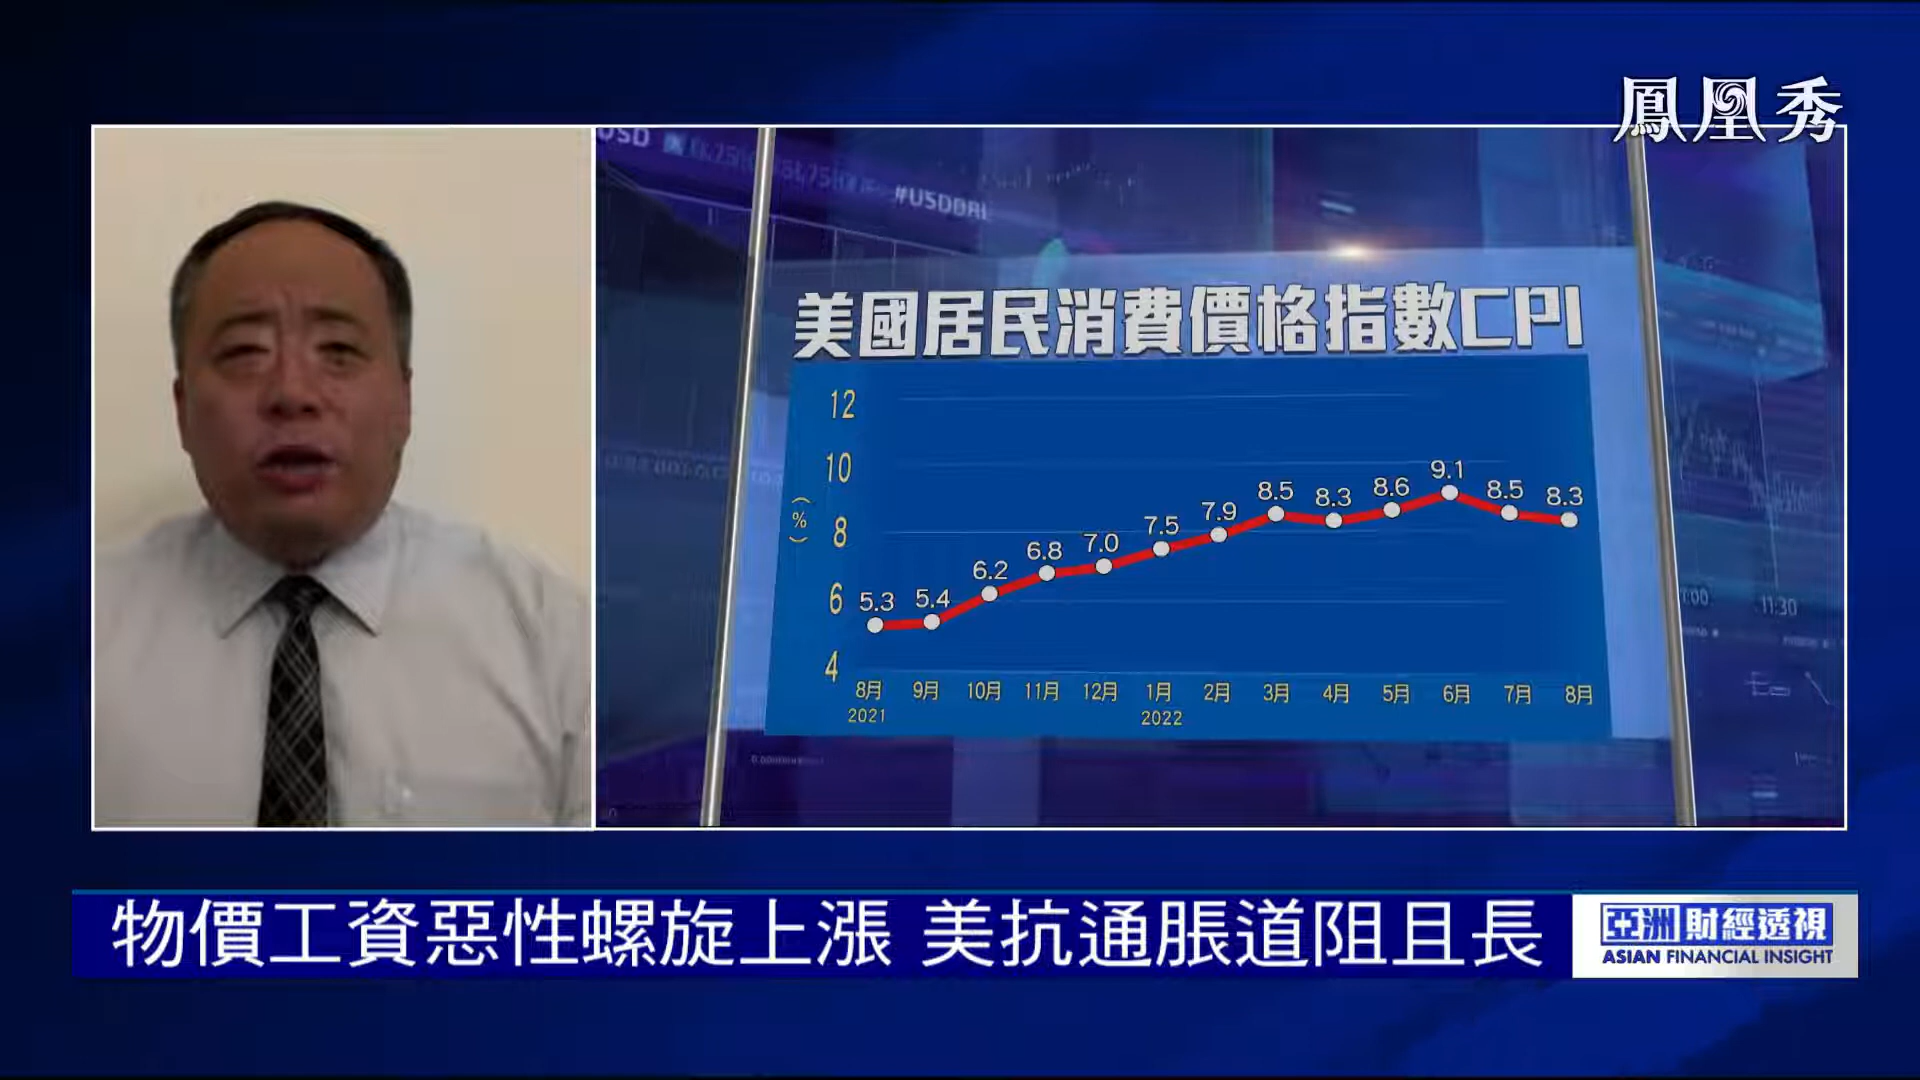 鳳凰秀
USD
#USDBRL
美國居民消費價格指數CPI
12
10
8
6
4
(%)
5.3 5.4 6.2 6.8 7.0 7.5 7.9 8.5 8.3 8.6 9.1 8.5 8.3
8月 9月 10月 11月 12月 1月 2月 3月 4月 5月 6月 7月 8月
2021 2022
11:30
物價工資惡性螺旋上漲 美抗通脹道阻且長
亞洲財經透視
ASIAN FINANCIAL INSIGHT